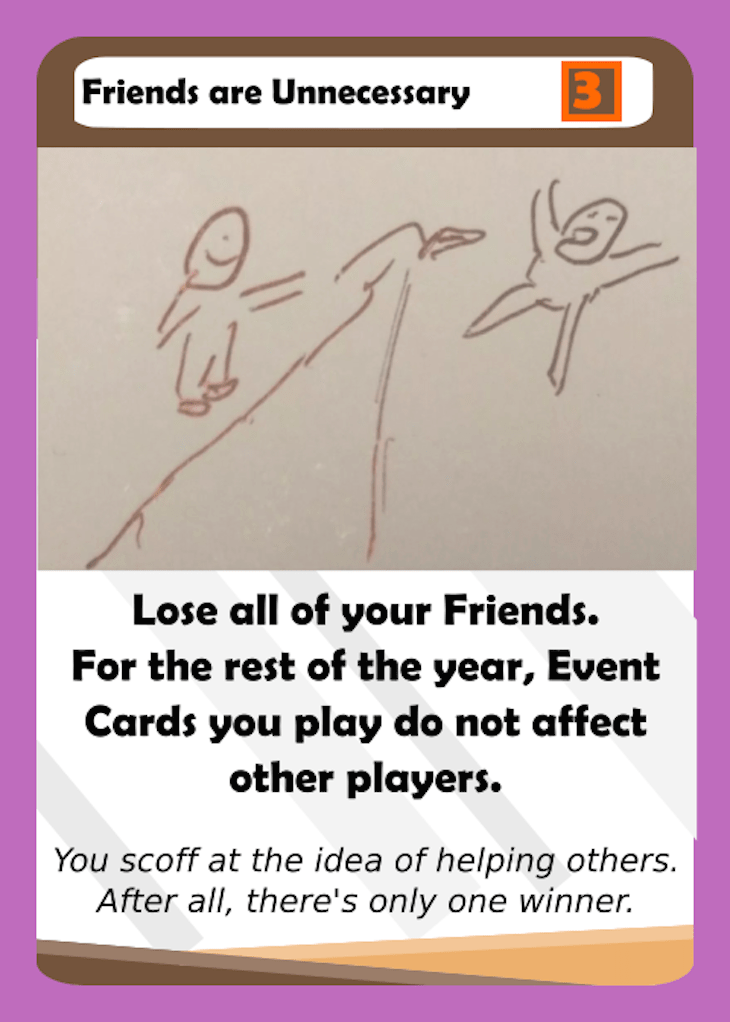 Friends are Unnecessary 3
Lose all of your Friends.
For the rest of the year, Event
Cards you play do not affect
other players.
You scoff at the idea of helping others.
After all, there's only one winner.